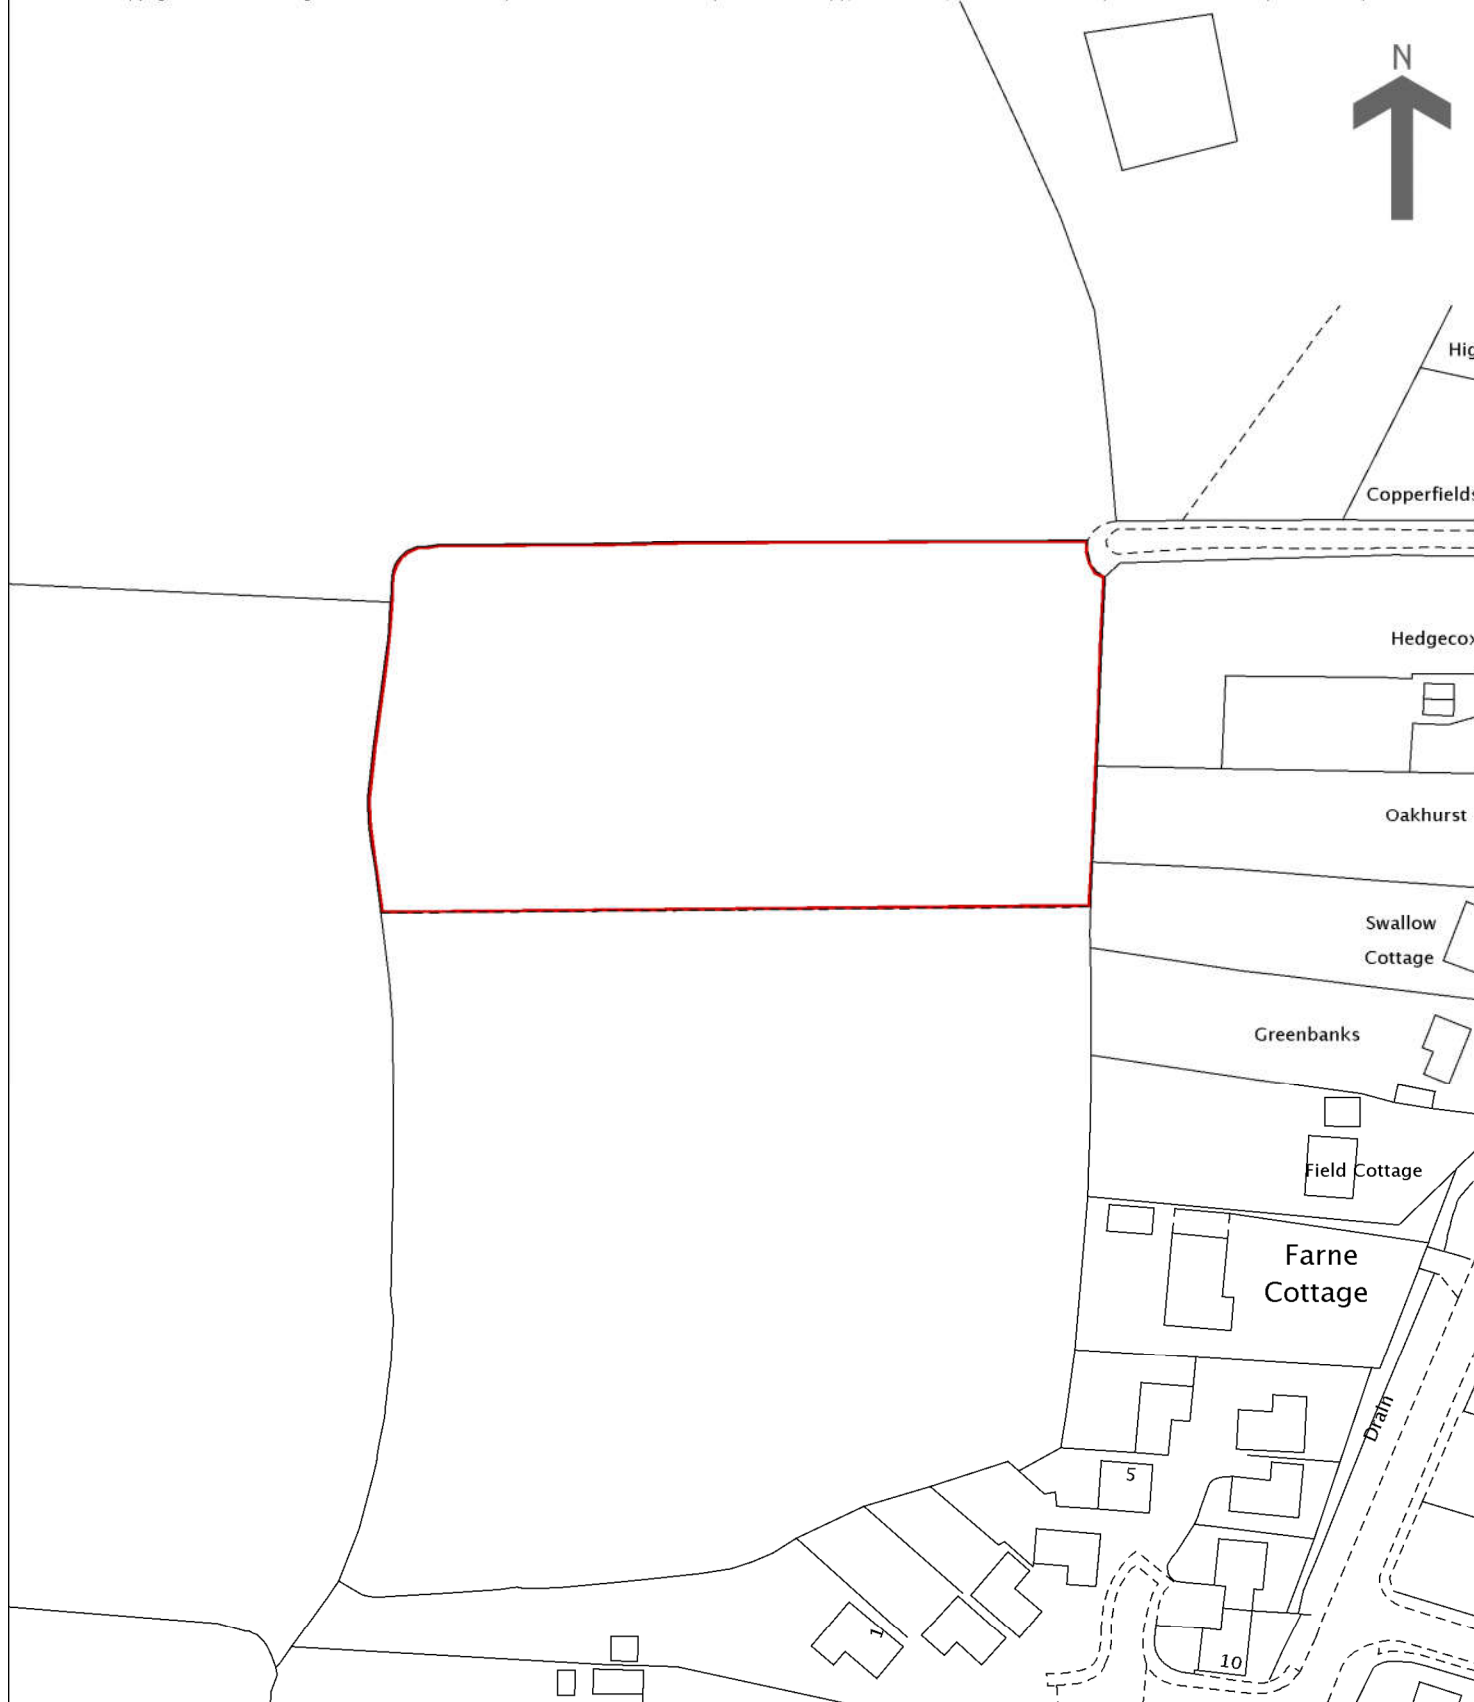 N
Hig
Copperfields
Hedgecox
Oakhurst
Swallow
Cottage
Greenbanks
Field Cottage
Farne
Cottage
Drain
5
1
10